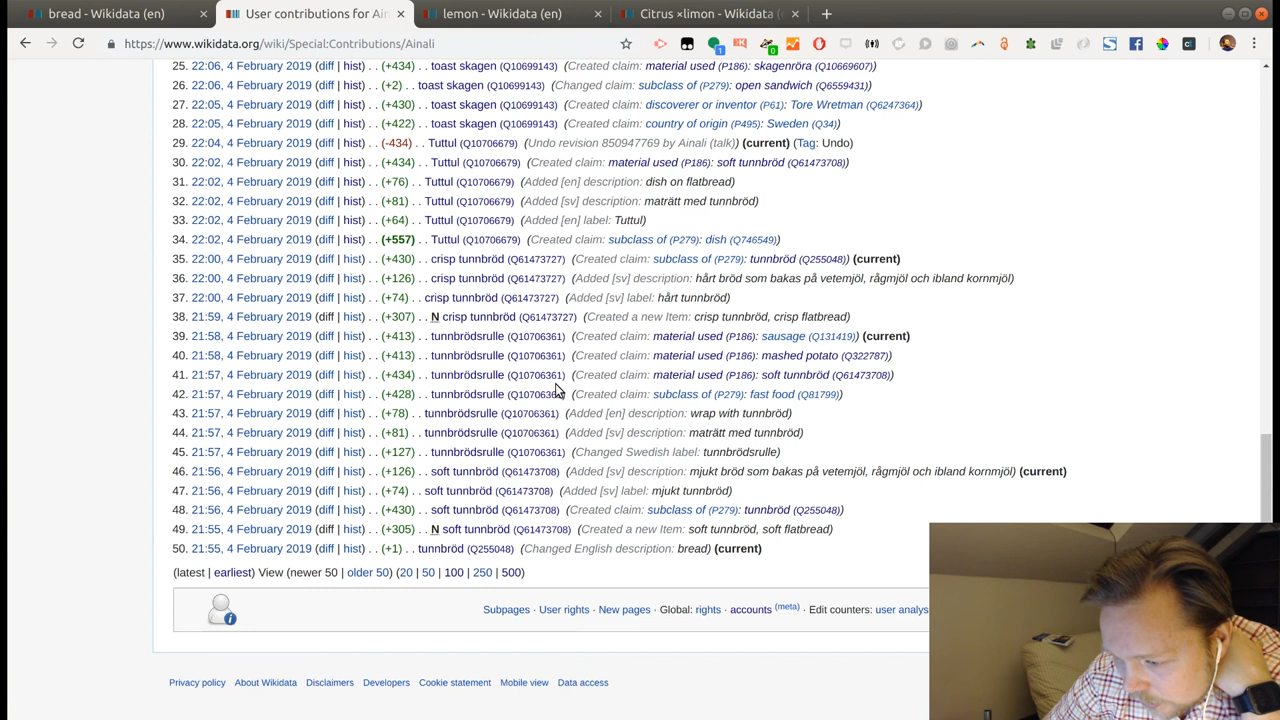 bread - Wikidata (en)
User contributions for Ain
lemon - Wikidata (en)
Citrus ×limon - Wikidata (
https://www.wikidata.org/wiki/Special:Contributions/Ainali
25. 22:06, 4 February 2019 (diff | hist) . . (+434) . . toast skagen (Q10699143) (Created claim: material used (P186): skagenröra (Q10669607))
26. 22:06, 4 February 2019 (diff | hist) . . (+2) . . toast skagen (Q10699143) (Changed claim: subclass of (P279): open sandwich (Q6559431))
27. 22:05, 4 February 2019 (diff | hist) . . (+430) . . toast skagen (Q10699143) (Created claim: discoverer or inventor (P61): Tore Wretman (Q6247364))
28. 22:05, 4 February 2019 (diff | hist) . . (+422) . . toast skagen (Q10699143) (Created claim: country of origin (P495): Sweden (Q34))
29. 22:04, 4 February 2019 (diff | hist) . . (-434) . . Tuttul (Q10706679) (Undo revision 850947769 by Ainali (talk)) (current) (Tag: Undo)
30. 22:02, 4 February 2019 (diff | hist) . . (+434) . . Tuttul (Q10706679) (Created claim: material used (P186): soft tunnbröd (Q61473708))
31. 22:02, 4 February 2019 (diff | hist) . . (+76) . . Tuttul (Q10706679) (Added [en] description: dish on flatbread)
32. 22:02, 4 February 2019 (diff | hist) . . (+81) . . Tuttul (Q10706679) (Added [sv] description: maträtt med tunnbröd)
33. 22:02, 4 February 2019 (diff | hist) . . (+64) . . Tuttul (Q10706679) (Added [en] label: Tuttul)
34. 22:02, 4 February 2019 (diff | hist) . . (+557) . . Tuttul (Q10706679) (Created claim: subclass of (P279): dish (Q746549))
35. 22:00, 4 February 2019 (diff | hist) . . (+430) . . crisp tunnbröd (Q61473727) (Created claim: subclass of (P279): tunnbröd (Q255048)) (current)
36. 22:00, 4 February 2019 (diff | hist) . . (+126) . . crisp tunnbröd (Q61473727) (Added [sv] description: hårt bröd som bakas på vetemjöl, rågmjöl och ibland kornmjöl)
37. 22:00, 4 February 2019 (diff | hist) . . (+74) . . crisp tunnbröd (Q61473727) (Added [sv] label: hårt tunnbröd)
38. 21:59, 4 February 2019 (diff | hist) . . (+307) . . N crisp tunnbröd (Q61473727) (Created a new Item: crisp tunnbröd, crisp flatbread)
39. 21:58, 4 February 2019 (diff | hist) . . (+413) . . tunnbrödsrulle (Q10706361) (Created claim: material used (P186): sausage (Q131419)) (current)
40. 21:58, 4 February 2019 (diff | hist) . . (+413) . . tunnbrödsrulle (Q10706361) (Created claim: material used (P186): mashed potato (Q322787))
41. 21:57, 4 February 2019 (diff | hist) . . (+434) . . tunnbrödsrulle (Q10706361) (Created claim: material used (P186): soft tunnbröd (Q61473708))
42. 21:57, 4 February 2019 (diff | hist) . . (+428) . . tunnbrödsrulle (Q10706361) (Created claim: subclass of (P279): fast food (Q81799))
43. 21:57, 4 February 2019 (diff | hist) . . (+78) . . tunnbrödsrulle (Q10706361) (Added [en] description: wrap with tunnbröd)
44. 21:57, 4 February 2019 (diff | hist) . . (+81) . . tunnbrödsrulle (Q10706361) (Added [sv] description: maträtt med tunnbröd)
45. 21:57, 4 February 2019 (diff | hist) . . (+127) . . tunnbrödsrulle (Q10706361) (Changed Swedish label: tunnbrödsrulle)
46. 21:56, 4 February 2019 (diff | hist) . . (+126) . . soft tunnbröd (Q61473708) (Added [sv] description: mjukt bröd som bakas på vetemjöl, rågmjöl och ibland kornmjöl) (current)
47. 21:56, 4 February 2019 (diff | hist) . . (+74) . . soft tunnbröd (Q61473708) (Added [sv] label: mjukt tunnbröd)
48. 21:56, 4 February 2019 (diff | hist) . . (+430) . . soft tunnbröd (Q61473708) (Created claim: subclass of (P279): tunnbröd (Q255048))
49. 21:55, 4 February 2019 (diff | hist) . . (+305) . . N soft tunnbröd (Q61473708) (Created a new Item: soft tunnbröd, soft flatbread)
50. 21:55, 4 February 2019 (diff | hist) . . (+1) . . tunnbröd (Q255048) (Changed English description: bread) (current)
(latest | earliest) View (newer 50 | older 50) (20 | 50 | 100 | 250 | 500)
Subpages · User rights · New pages · Global: rights · accounts (meta) · Edit counters: user analys
Privacy policy About Wikidata Disclaimers Developers Cookie statement Mobile view Data access